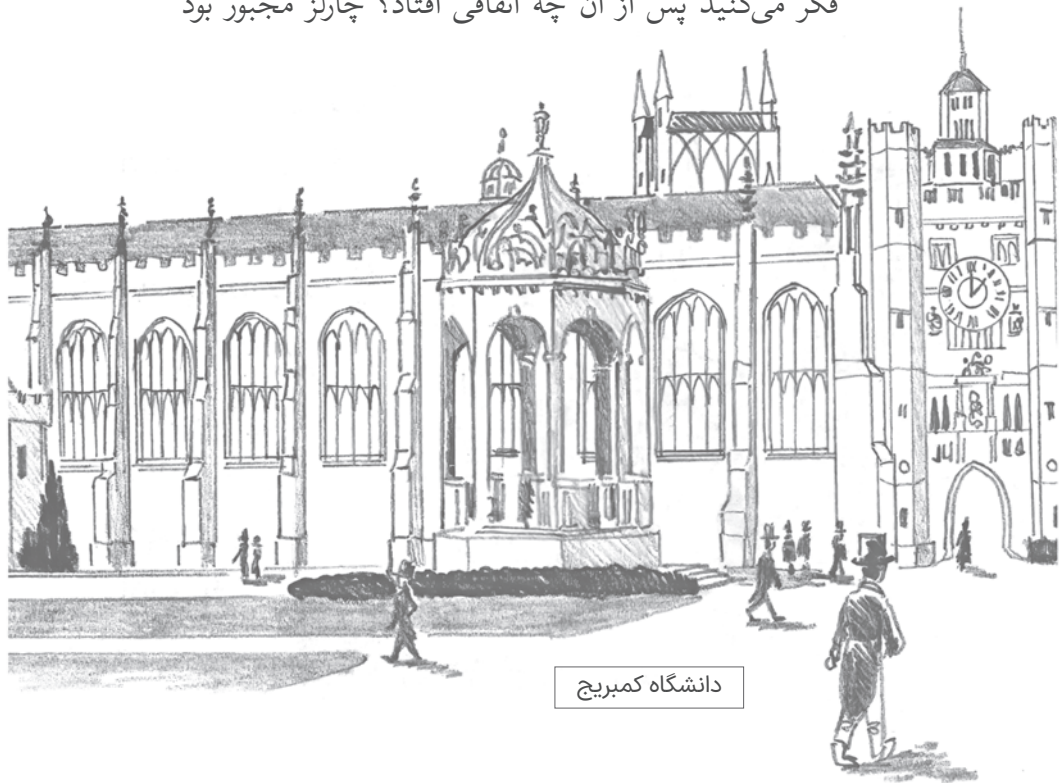 فکر می‌کنید پس از آن چه اتفاقی افتاد؟ چارلز مجبور بود
دانشگاه کمبریج